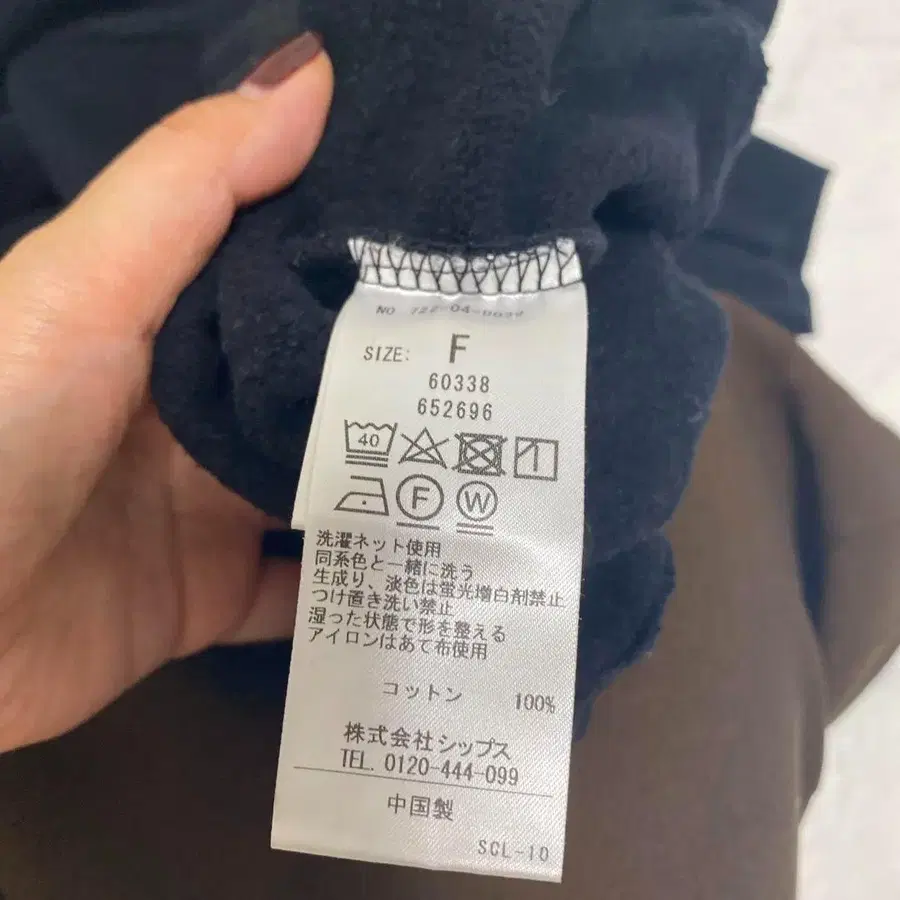 NO 722-04-0039
SIZE: F
60338
652696
40
F
W
洗濯ネット使用
同系色と一緒に洗う
生成り、淡色は蛍光増白剤禁止
つけ置き洗い禁止
湿った状態で形を整える
アイロンはあて布使用
コットン 100%
株式会社シップス
TEL. 0120-444-099
中国製
SCL-10